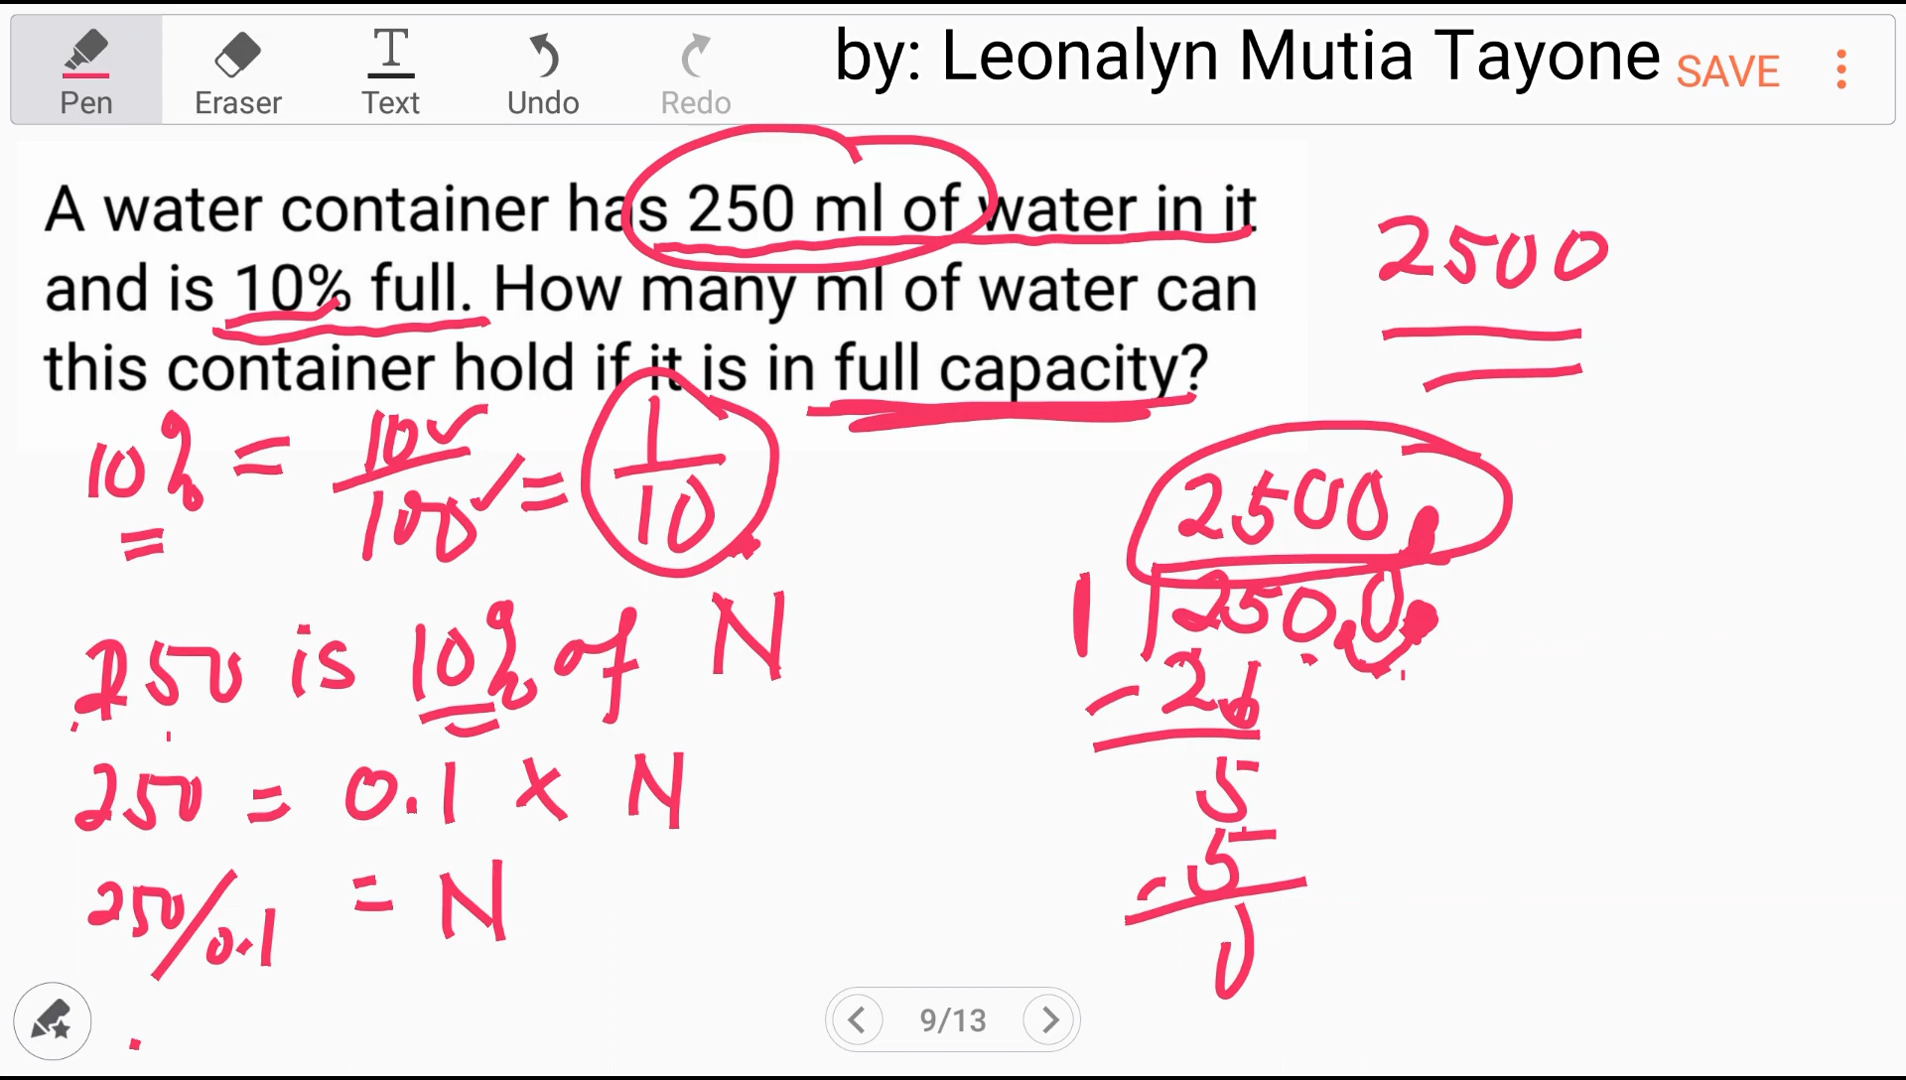 Pen Eraser Text Undo Redo by: Leonalyn Mutia Tayone SAVE
A water container has 250 ml of water in it
and is 10% full. How many ml of water can
this container hold if it is in full capacity?
2500
10% = 10/100 = 1/10
250 is 10% of N
250 = 0.1 x N
250/0.1 = N
2500.
1 250.0.
- 2
5
- 5
0
9/13